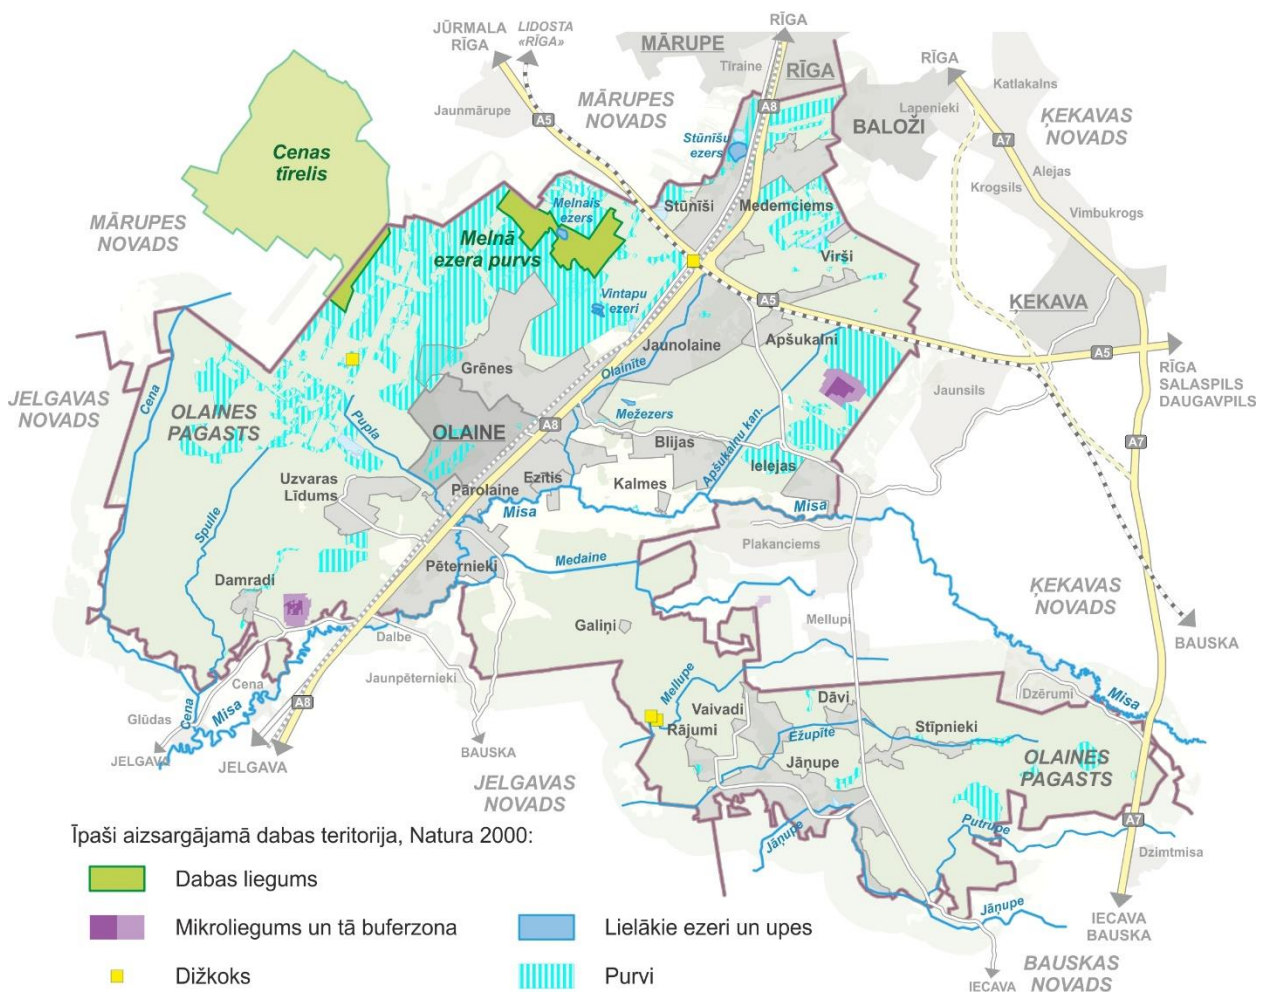 JŪRMALA
RĪGA
LIDOSTA
«RĪGA»
MĀRUPE
RĪGA
Tīraine
RĪGA
RĪGA
Katlakalns
Jaunmārupe
MĀRUPES
NOVADS
A5
A8
Lapenieki
BALOŽI
ĶEKAVAS
NOVADS
A7
Stūnīšu
ezers
Cenas
tīrelis
Alejas
Krogsils
Stūnīši
Medemciems
Vimbukrogs
MĀRUPES
NOVADS
Melnais
ezers
Melnā
ezera purvs
Virši
Vintapu
ezeri
A5
ĶEKAVA
Jaunolaine
Apšukalni
A5
RĪGA
SALASPILS
DAUGAVPILS
Grēnes
Olainīte
Jaunsils
JELGAVAS
NOVADS
Cena
OLAINES
PAGASTS
Pupla
OLAINE
A8
Mežezers
Blijas
Apšukalnu kan.
A7
Ielejas
Uzvaras
Līdums
Pārolaine
Ezītis
Kalmes
Misa
Misa
Spulle
Plakanciems
Medaine
Pēternieki
Damradi
ĶEKAVAS
NOVADS
Galiņi
Mellupi
BAUSKA
Dalbe
Jaunpēternieki
Cena
Mellupe
Dzērumi
Misa
Dāvi
Vaivadi
Rājumi
Stīpnieki
Glūdas
Cena
Misa
A8
Ežupīte
JELGAVA
JELGAVA
BAUSKA
Jāņupe
OLAINES
PAGASTS
JELGAVAS
NOVADS
Putrupe
A7
Jāņupe
Dzimtmisa
Jāņupe
IECAVA
BAUSKA
BAUSKAS
NOVADS
IECAVA
Īpaši aizsargājamā dabas teritorija, Natura 2000:
Dabas liegums
Mikroliegums un tā buferzona
Lielākie ezeri un upes
Dižkoks
Purvi